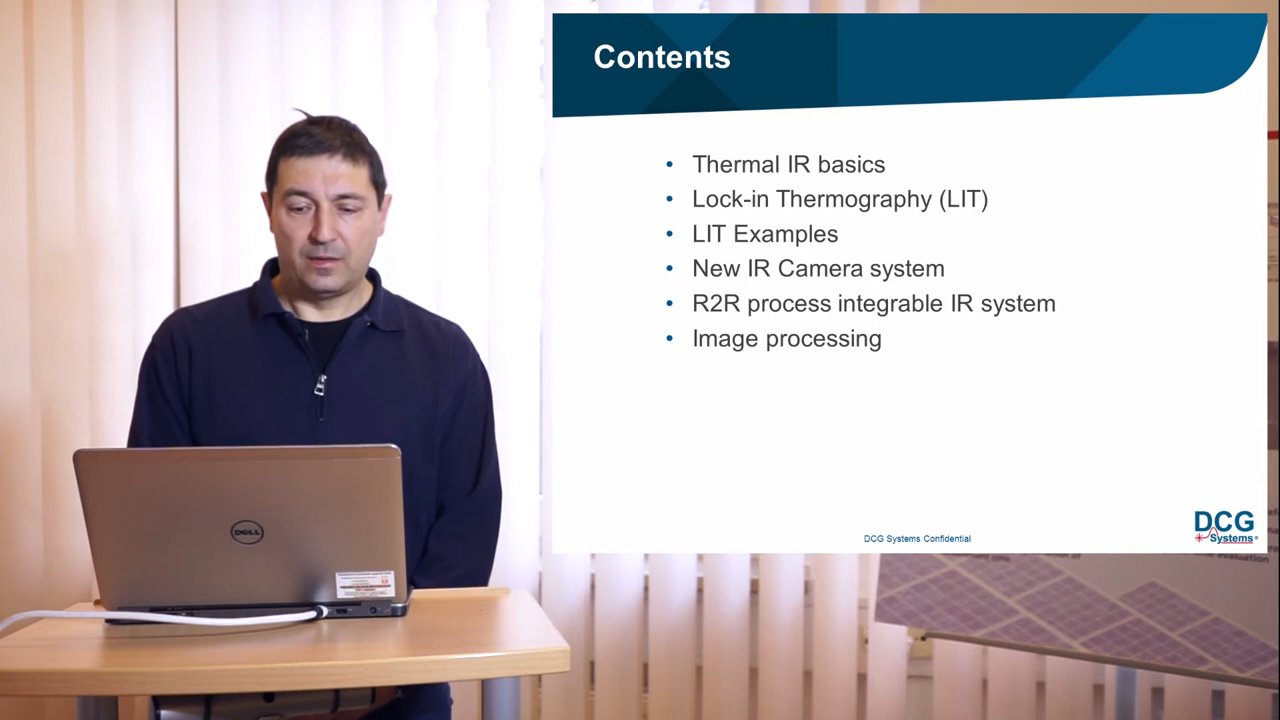 Contents
• Thermal IR basics
• Lock-in Thermography (LIT)
• LIT Examples
• New IR Camera system
• R2R process integrable IR system
• Image processing
DCG Systems Confidential
DCG
Systems®
DELL
evaluation